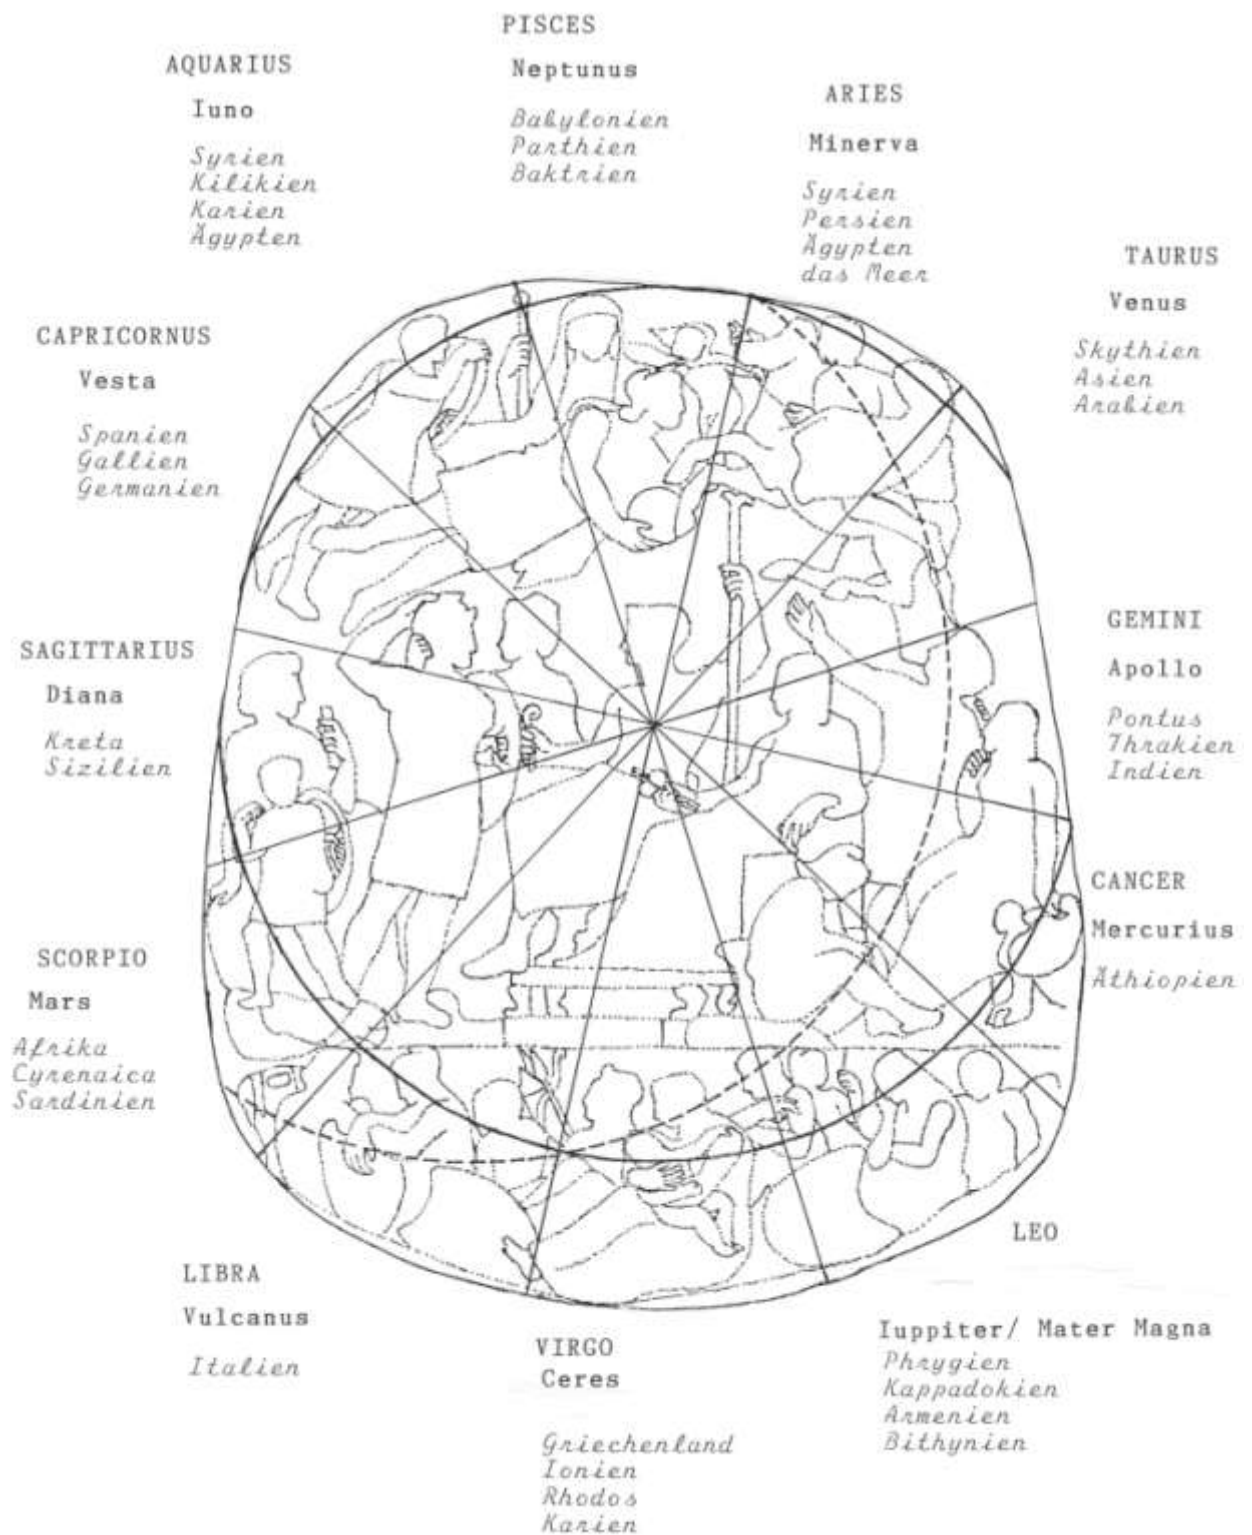 PISCES
Neptunus
Babylonien
Parthien
Baktrien
AQUARIUS
Iuno
Syrien
Kilikien
Karien
Ägypten
ARIES
Minerva
Syrien
Persien
Ägypten
das Meer
TAURUS
Venus
Skythien
Asien
Arabien
CAPRICORNUS
Vesta
Spanien
Gallien
Germanien
GEMINI
Apollo
Pontus
Thrakien
Indien
SAGITTARIUS
Diana
Kreta
Sizilien
CANCER
Mercurius
Äthiopien
SCORPIO
Mars
Afrika
Cyrenaica
Sardinien
LEO
Iuppiter/ Mater Magna
Phrygien
Kappadokien
Armenien
Bithynien
LIBRA
Vulcanus
Italien
VIRGO
Ceres
Griechenland
Ionien
Rhodos
Karien